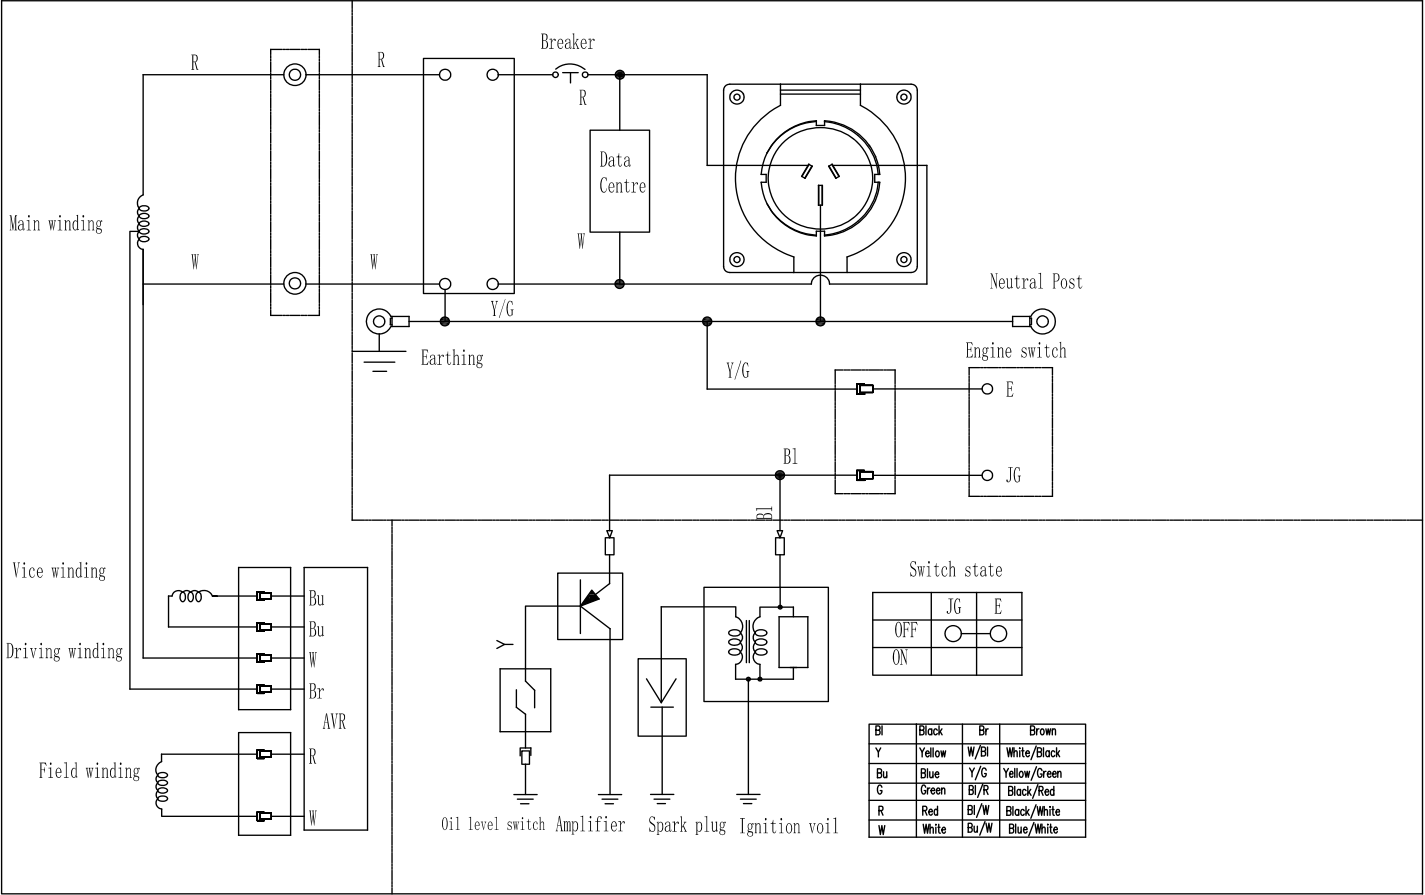 Breaker
R
R
R
Data
Centre
Main winding
W
W
W
Neutral Post
Y/G
Earthing
Engine switch
Y/G
E
Bl
JG
Bl
Vice winding
Bu
Bu
Driving winding
W
Br
AVR
Field winding
R
W
Y
Oil level switch
Amplifier
Spark plug
Ignition voil
Switch state
JG E
OFF
ON
Bl Black Br Brown
Y Yellow W/Bl White/Black
Bu Blue Y/G Yellow/Green
G Green Bl/R Black/Red
R Red Bl/W Black/White
W White Bu/W Blue/White